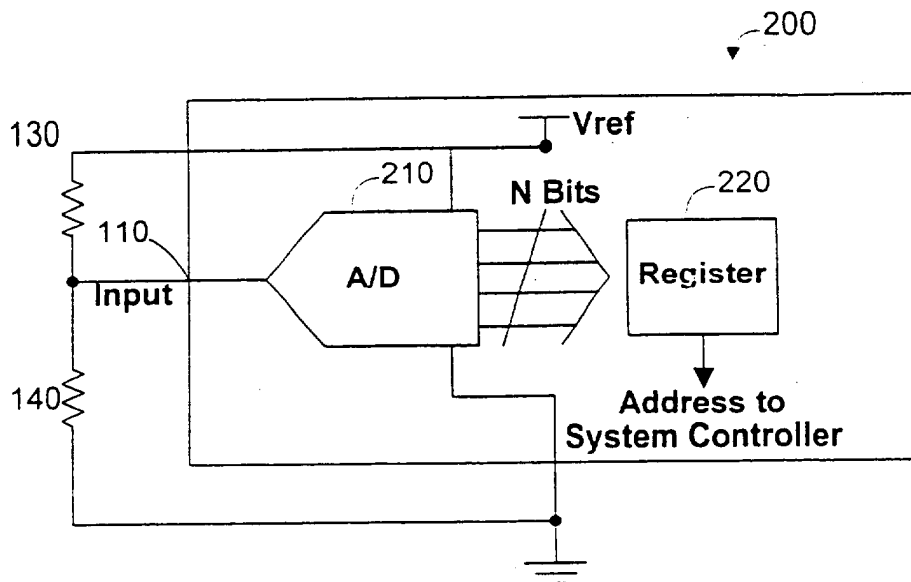 200
Vref
130
210
N Bits
220
110
A/D
Register
Input
140
Address to
System Controller